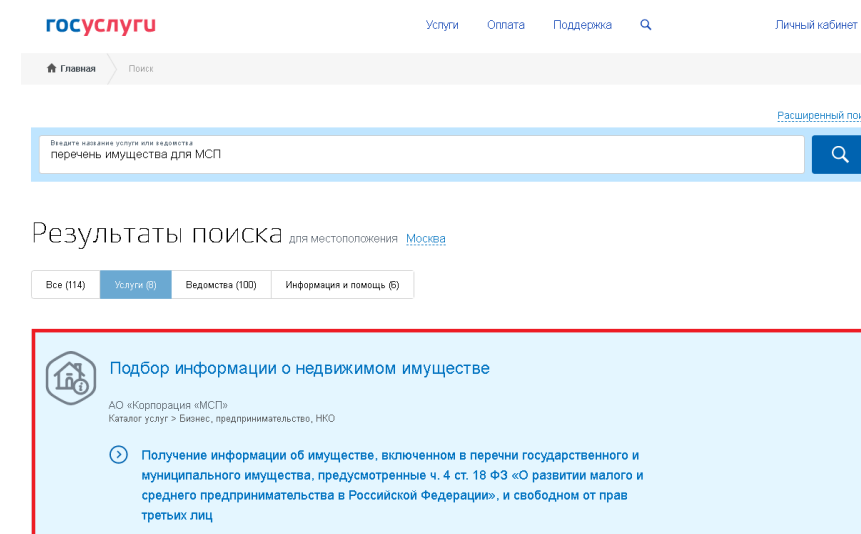 госуслуги
Услуги Оплата Поддержка Личный кабинет
Главная Поиск
Расширенный
Введите название услуги или ведомства
перечень имущества для МСП
Результаты поиска для местоположения Москва
Все (114) Услуги (8) Ведомства (100) Информация и помощь (6)
Подбор информации о недвижимом имуществе
АО «Корпорация «МСП»
Каталог услуг > Бизнес, предпринимательство, НКО
Получение информации об имуществе, включенном в перечни государственного и
муниципального имущества, предусмотренные ч. 4 ст. 18 ФЗ «О развитии малого и
среднего предпринимательства в Российской Федерации», и свободном от прав
третьих лиц